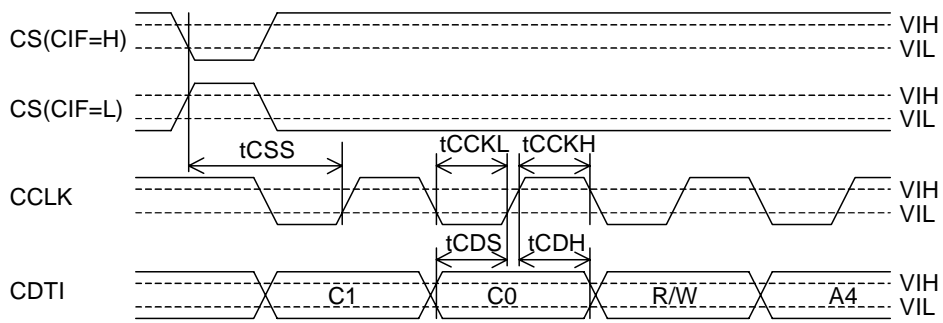 CS(CIF=H)
VIH
VIL
CS(CIF=L)
VIH
VIL
tCSS
tCCKL
tCCKH
CCLK
VIH
VIL
tCDS
tCDH
CDTI
C1
C0
R/W
A4
VIH
VIL